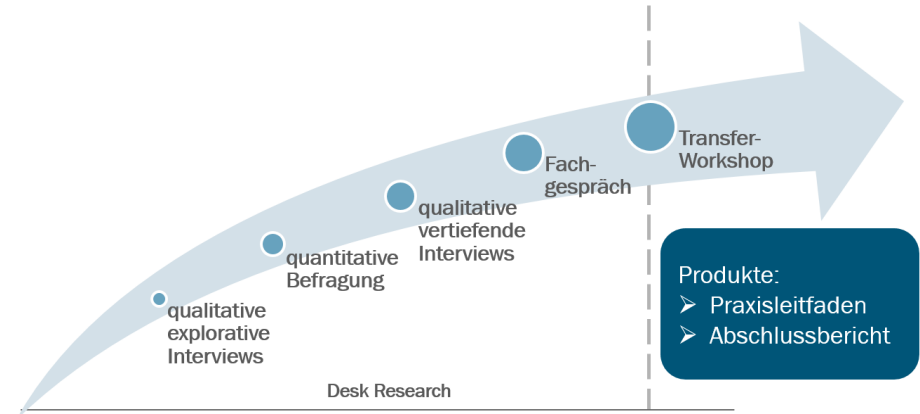 qualitative
explorative
Interviews
quantitative
Befragung
qualitative
vertiefende
Interviews
Fach-
gespräch
Transfer-
Workshop
Produkte:
➢ Praxisleitfaden
➢ Abschlussbericht
Desk Research